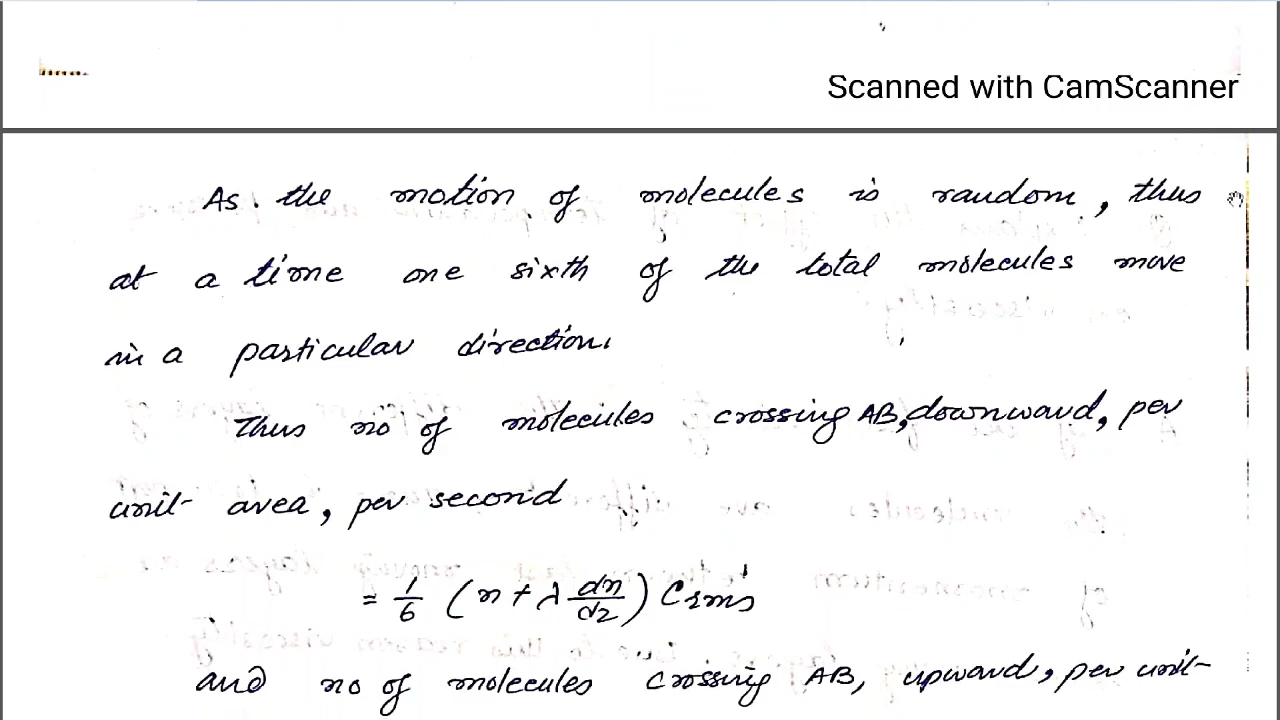 Scanned with CamScanner
As the motion of molecules is random, thus
at a time one sixth of the total molecules move
in a particular direction.
Thus no of molecules crossing AB, downward, per
unit area, per second
= 1/6 (n + λ dn/dz) Crms
and no of molecules crossing AB, upward, per unit